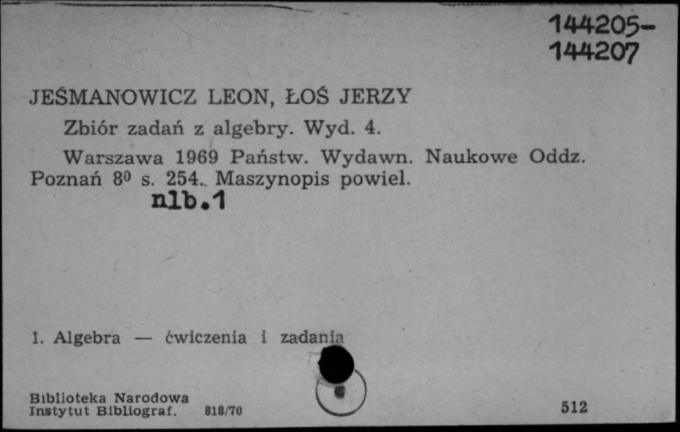 144205-
144207
JEŚMANOWICZ LEON, ŁOŚ JERZY
Zbiór zadań z algebry. Wyd. 4.
Warszawa 1969 Państw. Wydawn. Naukowe Oddz.
Poznań 8⁰ s. 254. Maszynopis powiel.
nlb.1
1. Algebra — ćwiczenia i zadania
Biblioteka Narodowa
Instytut Bibliograf. 818/70
512